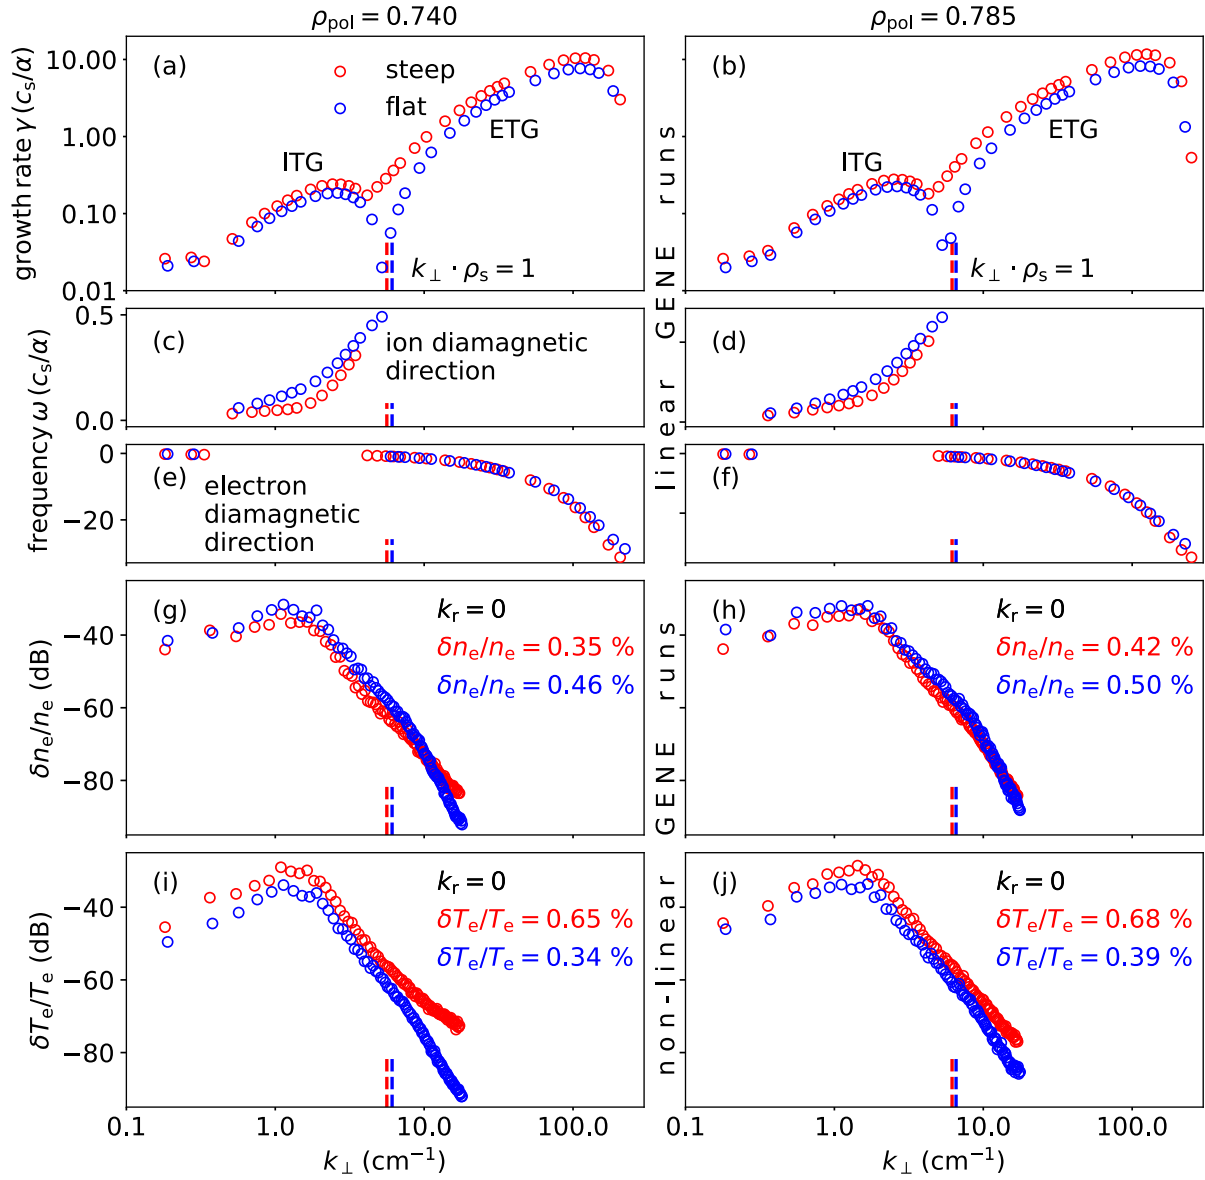 ρpol = 0.740
ρpol = 0.785
growth rate γ (cs/α)
10.00
1.00
0.10
0.01
(a)
steep
flat
ITG
ETG
k⊥ · ρs = 1
(b)
ITG
ETG
k⊥ · ρs = 1
frequency ω (cs/α)
0.5
0.0
(c)
ion diamagnetic
direction
(d)
0
−20
(e)
electron
diamagnetic
direction
(f)
linear GENE runs
δne/ne (dB)
−40
−60
−80
(g)
kr = 0
δne/ne = 0.35 %
δne/ne = 0.46 %
(h)
kr = 0
δne/ne = 0.42 %
δne/ne = 0.50 %
δTe/Te (dB)
−40
−60
−80
(i)
kr = 0
δTe/Te = 0.65 %
δTe/Te = 0.34 %
(j)
kr = 0
δTe/Te = 0.68 %
δTe/Te = 0.39 %
non-linear GENE runs
0.1 1.0 10.0 100.0
k⊥ (cm−1)
0.1 1.0 10.0 100.0
k⊥ (cm−1)